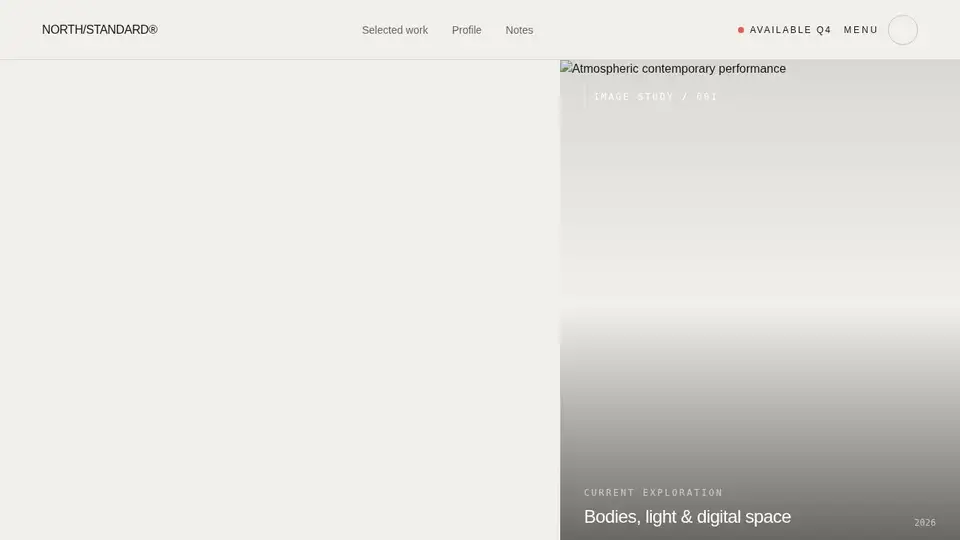 NORTH/STANDARD®
Selected work
Profile
Notes
AVAILABLE Q4
MENU
Atmospheric contemporary performance
IMAGE STUDY / 001
CURRENT EXPLORATION
Bodies, light & digital space
2026